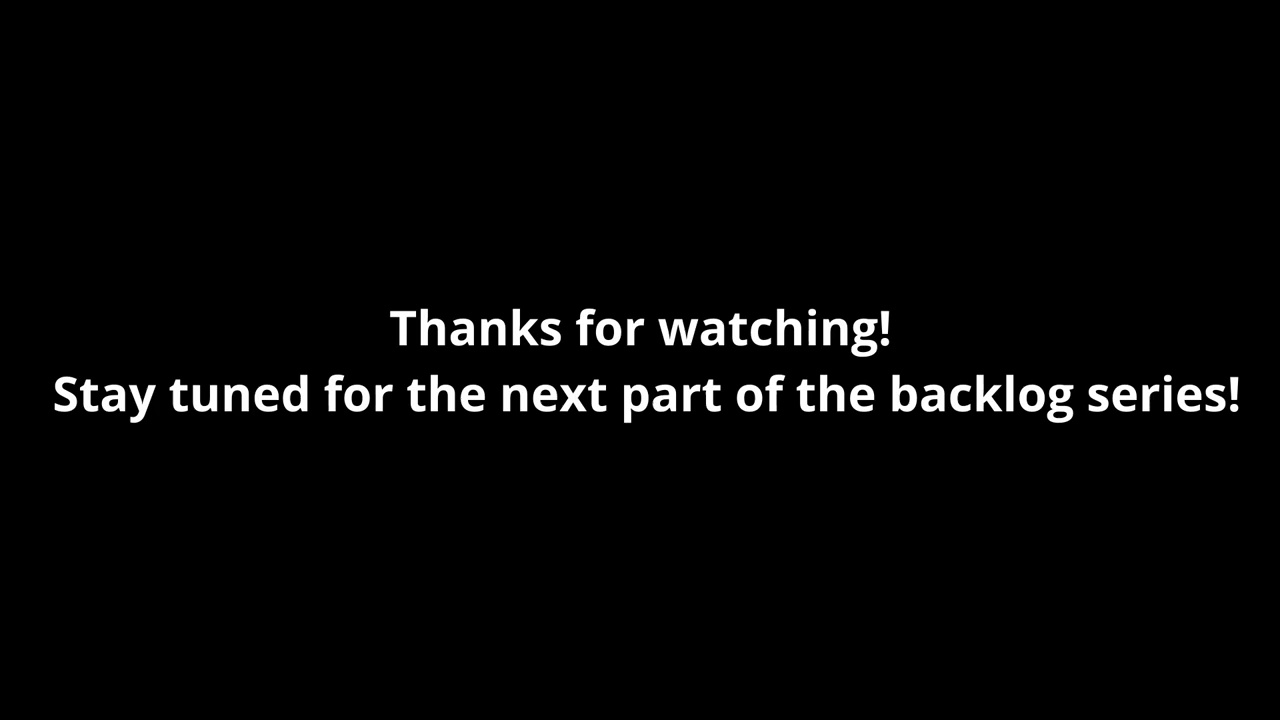 Thanks for watching!
Stay tuned for the next part of the backlog series!